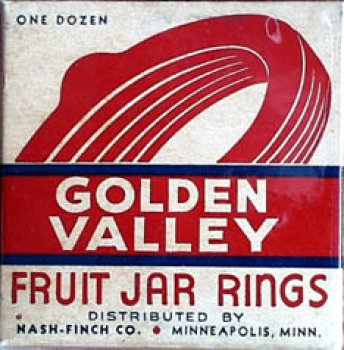 ONE DOZEN
GOLDEN
VALLEY
FRUIT JAR RINGS
DISTRIBUTED BY
NASH-FINCH CO. • MINNEAPOLIS, MINN.